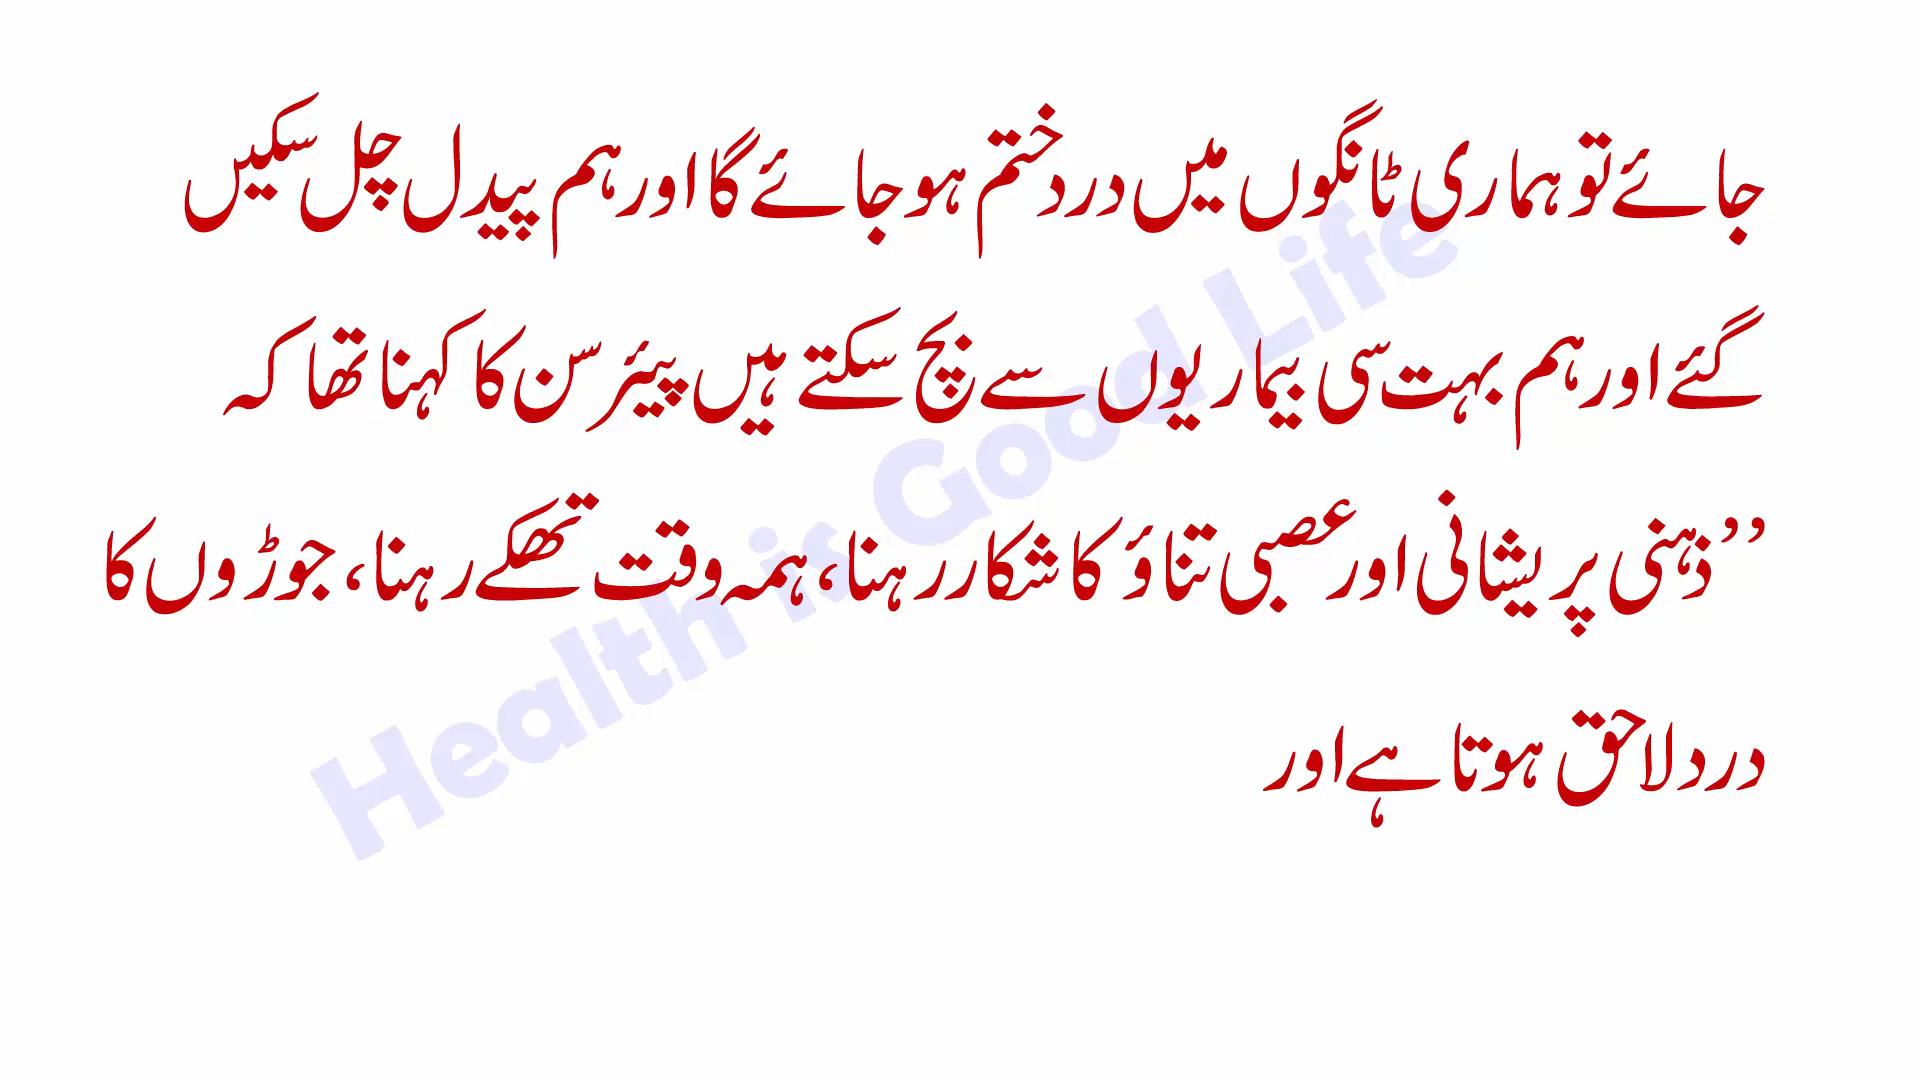 جائے تو ہماری ٹانگوں میں درد ختم ہو جائے گا اور ہم پیدل چل سکیں
گئے اور ہم بہت سی بیماریوں سے بچ سکتے ہیں پیئر سن کا کہنا تھا کہ
’’ذہنی پریشانی اور عصبی تناؤ کا شکار رہنا، ہمہ وقت تھکے رہنا، جوڑوں کا
درد لاحق ہوتا ہے اور
Health is Good Life